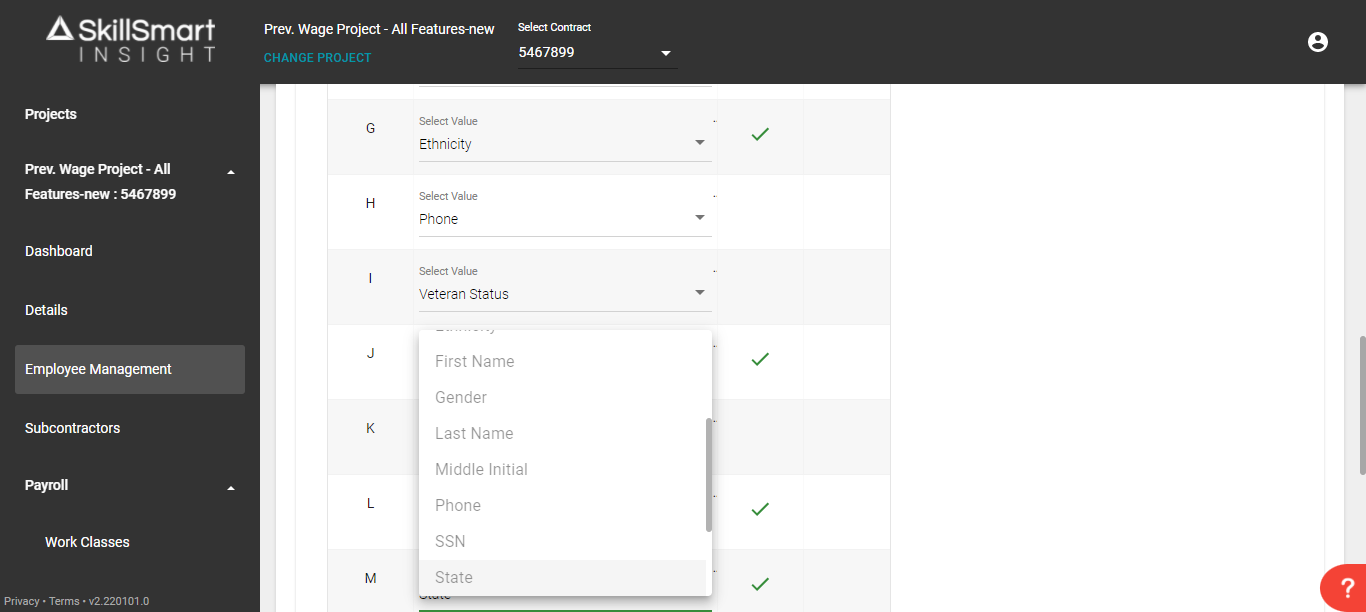 SkillSmart
INSIGHT
Prev. Wage Project - All Features-new
CHANGE PROJECT
Select Contract
5467899
Projects
Prev. Wage Project - All
Features-new : 5467899
Dashboard
Details
Employee Management
Subcontractors
Payroll
Work Classes
Privacy • Terms • v2.220101.0
G
Select Value
Ethnicity
H
Select Value
Phone
I
Select Value
Veteran Status
J
K
L
M
Ethnicity
First Name
Gender
Last Name
Middle Initial
Phone
SSN
State
State
?